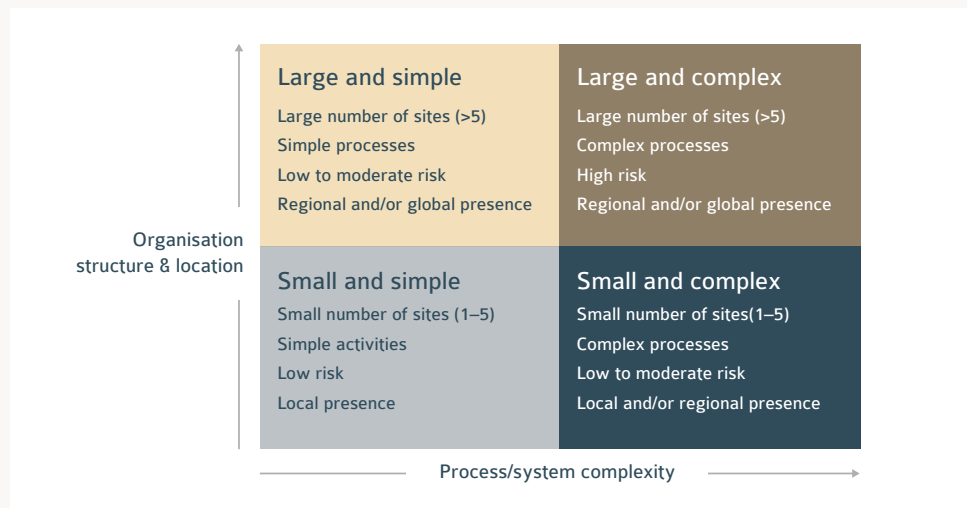 Large and simple
Large number of sites (>5)
Simple processes
Low to moderate risk
Regional and/or global presence
Large and complex
Large number of sites (>5)
Complex processes
High risk
Regional and/or global presence
Organisation
structure & location
Small and simple
Small number of sites (1–5)
Simple activities
Low risk
Local presence
Small and complex
Small number of sites(1–5)
Complex processes
Low to moderate risk
Local and/or regional presence
Process/system complexity